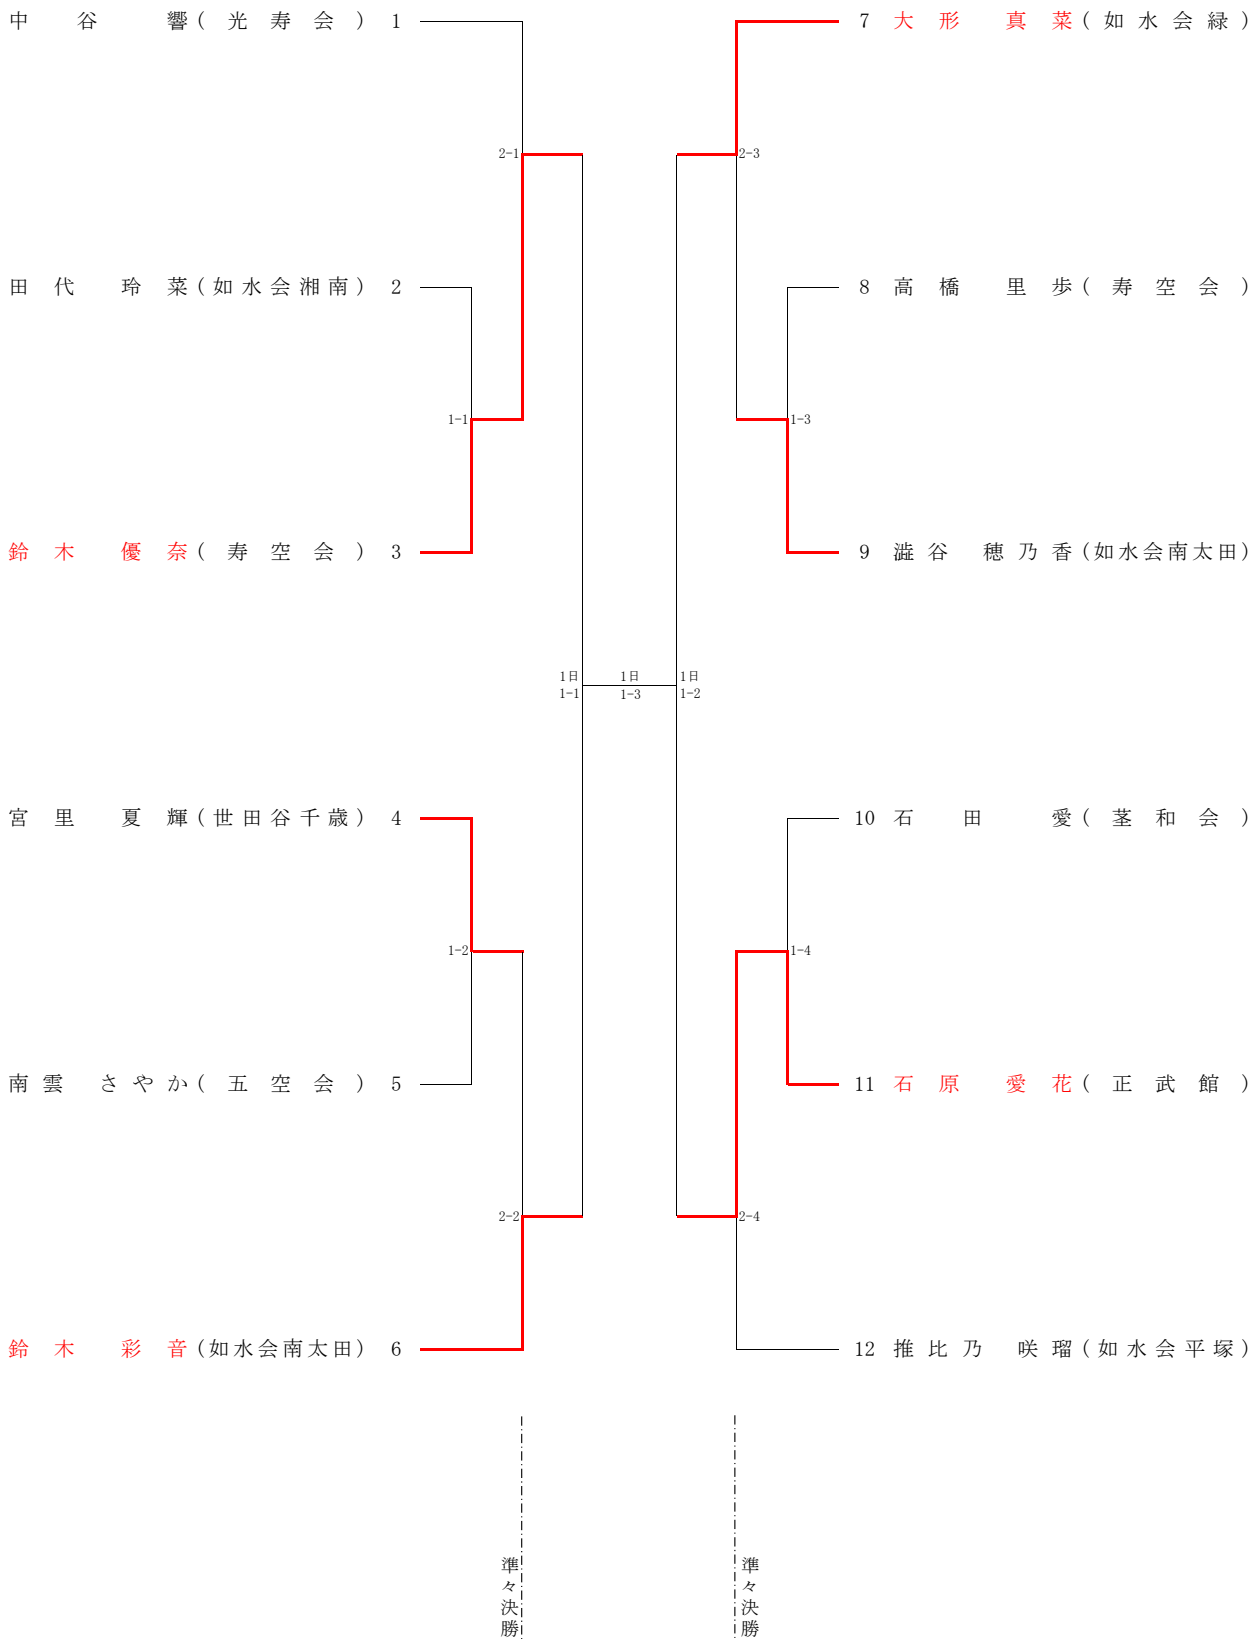 中谷 響(光寿会) 1
2-1
田代 玲菜(如水会湘南) 2
1-1
鈴木 優奈(寿空会) 3
1日
1-1
宮里 夏輝(世田谷千歳) 4
1-2
南雲 さやか(五空会) 5
2-2
鈴木 彩音(如水会南太田) 6
準々決勝
1日
1-3
7 大形 真菜(如水会緑)
2-3
8 高橋 里歩(寿空会)
1-3
9 澁谷 穂乃香(如水会南太田)
1日
1-2
10 石田 愛(茎和会)
1-4
11 石原 愛花(正武館)
2-4
12 推比乃 咲瑠(如水会平塚)
準々決勝